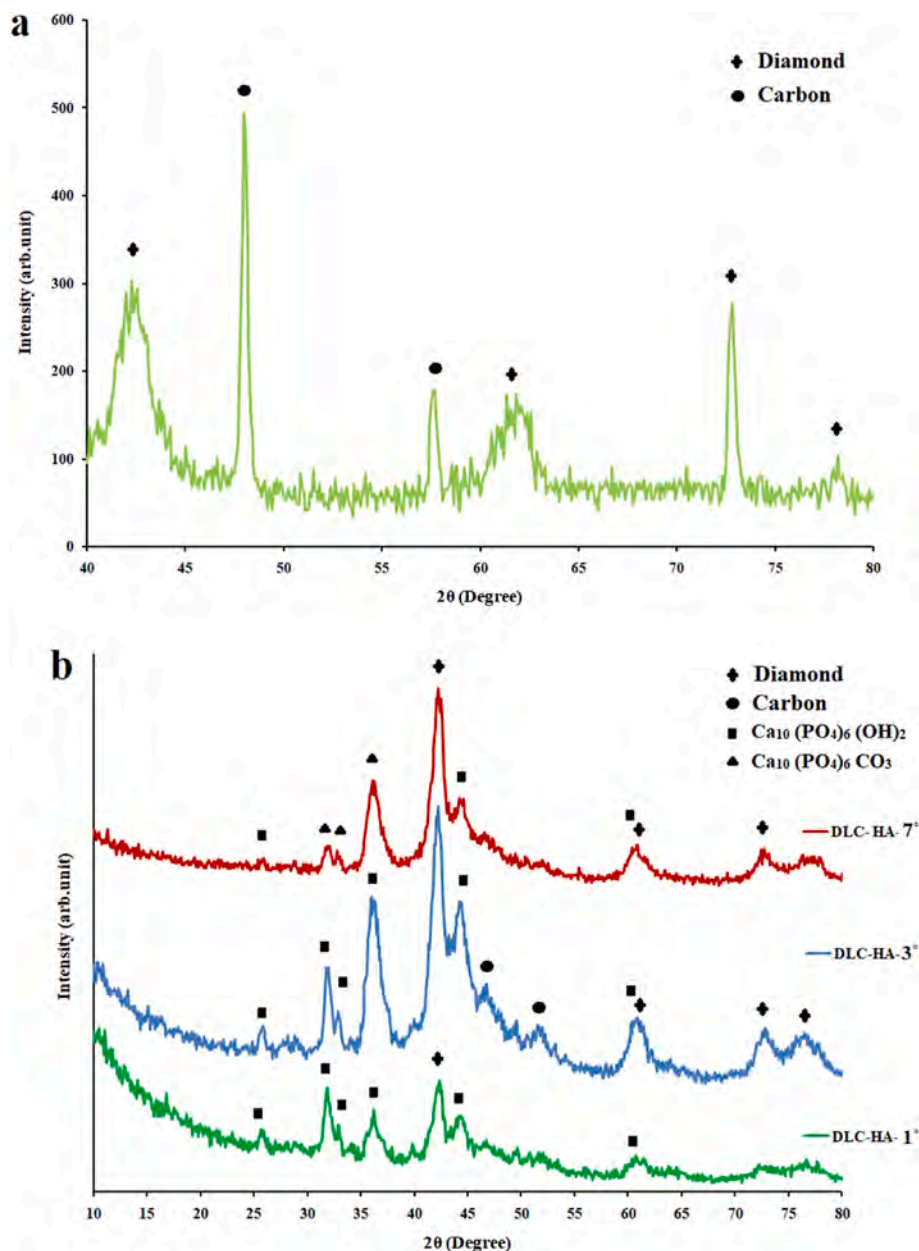 a
600
500
400
300
200
100
0
Intensity (arb.unit)
Diamond
Carbon
40 45 50 55 60 65 70 75 80
2θ (Degree)
b
Intensity (arb.unit)
Diamond
Carbon
Ca₁₀ (PO₄)₆ (OH)₂
Ca₁₀ (PO₄)₆ CO₃
DLC-HA-7°
DLC-HA-3°
DLC-HA-1°
10 15 20 25 30 35 40 45 50 55 60 65 70 75 80
2θ (Degree)